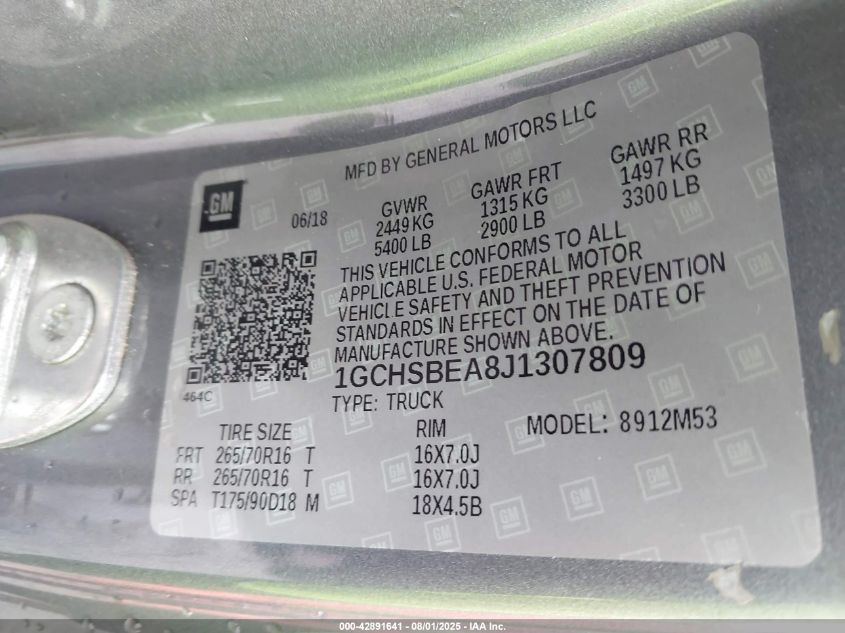 MFD BY GENERAL MOTORS LLC
GM
06/18
GVWR GAWR FRT GAWR RR
2449 KG 1315 KG 1497 KG
5400 LB 2900 LB 3300 LB
THIS VEHICLE CONFORMS TO ALL
APPLICABLE U.S. FEDERAL MOTOR
VEHICLE SAFETY AND THEFT PREVENTION
STANDARDS IN EFFECT ON THE DATE OF
MANUFACTURE SHOWN ABOVE.
1GCHSBEA8J1307809
464C
TYPE: TRUCK
TIRE SIZE RIM MODEL: 8912M53
FRT 265/70R16 T 16X7.0J
RR 265/70R16 T 16X7.0J
SPA T175/90D18 M 18X4.5B
000-42891641 - 08/01/2025 - IAA Inc.